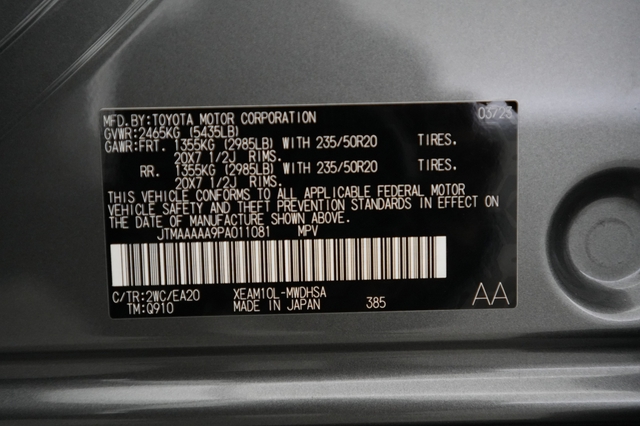 MFD.BY:TOYOTA MOTOR CORPORATION 03/23
GVWR:2465KG (5435LB)
GAWR:FRT. 1355KG (2985LB) WITH 235/50R20 TIRES.
20X7 1/2J RIMS.
RR. 1355KG (2985LB) WITH 235/50R20 TIRES.
20X7 1/2J RIMS.
THIS VEHICLE CONFORMS TO ALL APPLICABLE FEDERAL MOTOR
VEHICLE SAFETY AND THEFT PREVENTION STANDARDS IN EFFECT
ON THE DATE OF MANUFACTURE SHOWN ABOVE.
JTMAAAAA9PA011081 MPV
C/TR:2WC/EA20 XEAM10L-MWDHSA
TM:Q910 MADE IN JAPAN 385 AA